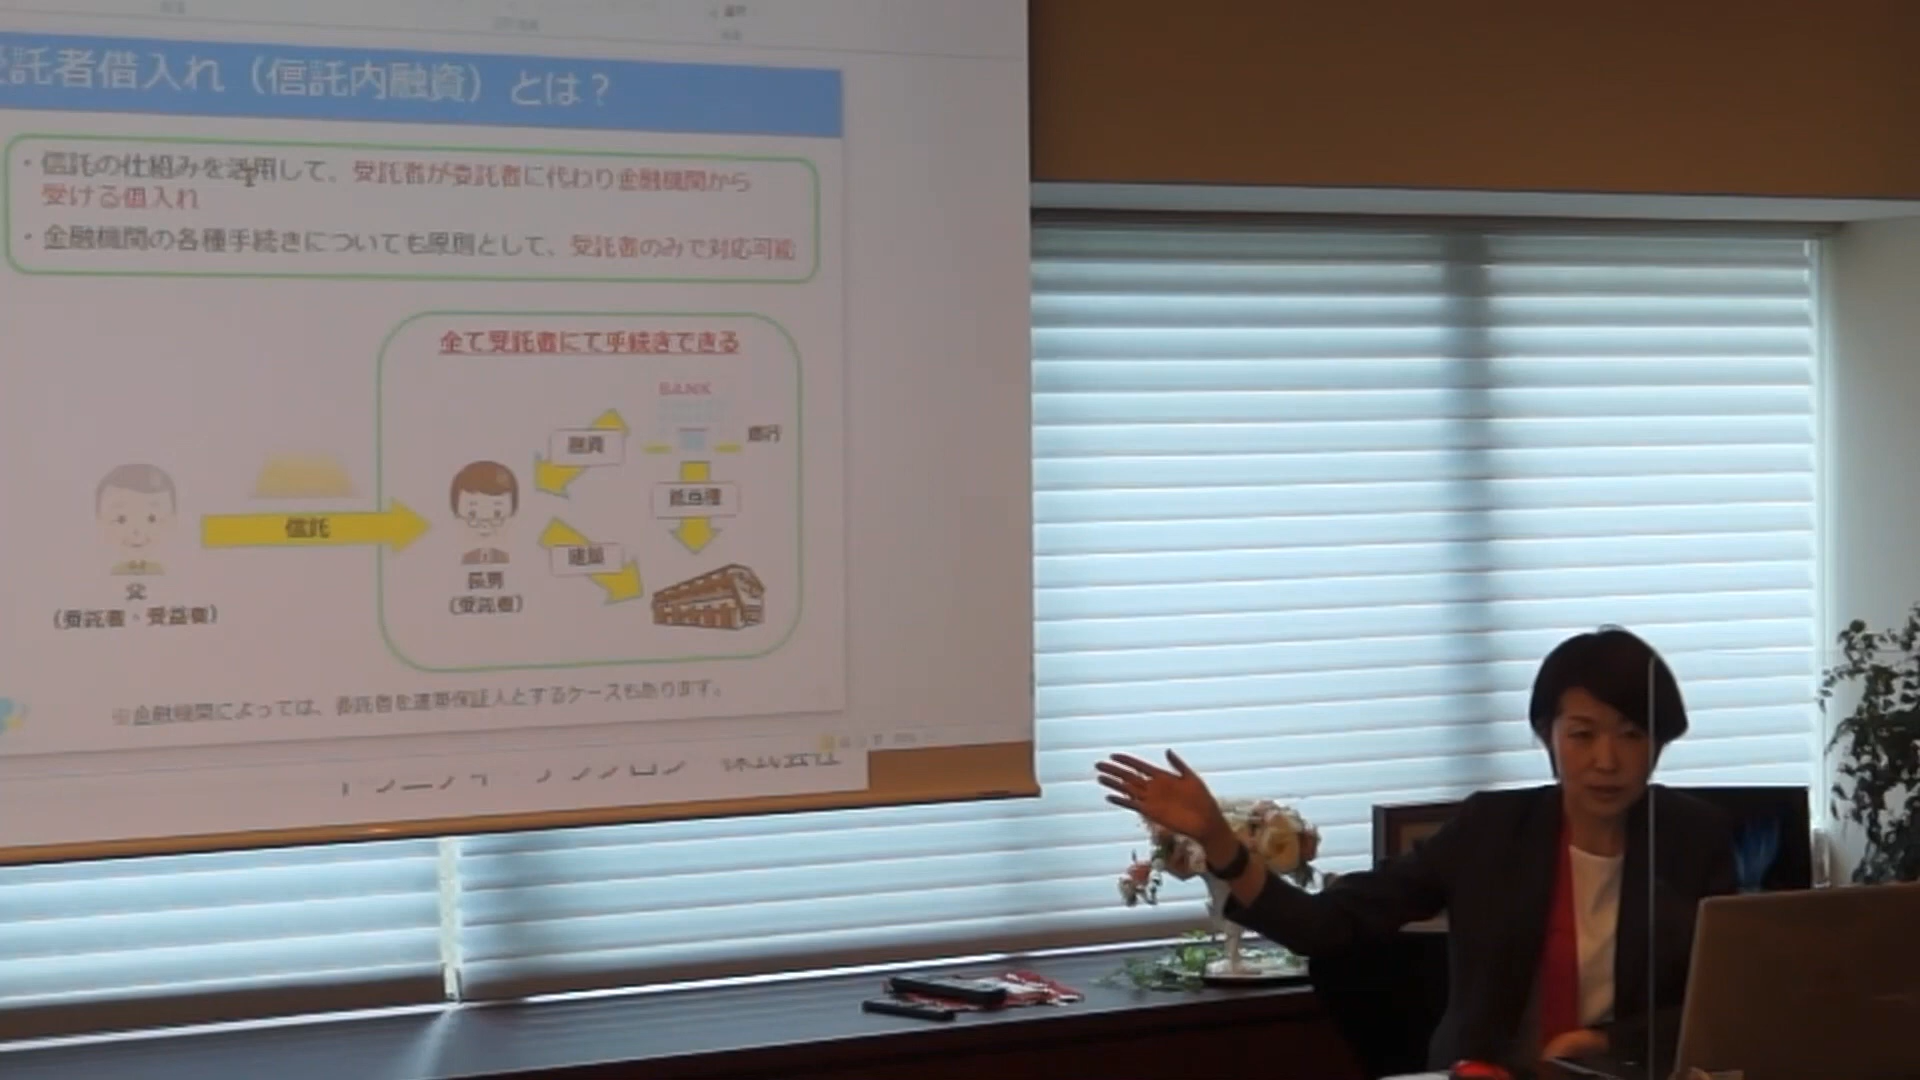 託者借入れ（信託内融資）とは？
・信託の仕組みを活用して、受託者が委託者に代わり金融機関から
受ける借入れ
・金融機関の各種手続きについても原則として、受託者のみで対応可能
全て受託者にて手続きできる
BANK
融資
銀行
抵当権
信託
建築
父
（委託者・受益者）
長男
（受託者）
※金融機関によっては、委託者を連帯保証人とするケースもあります。